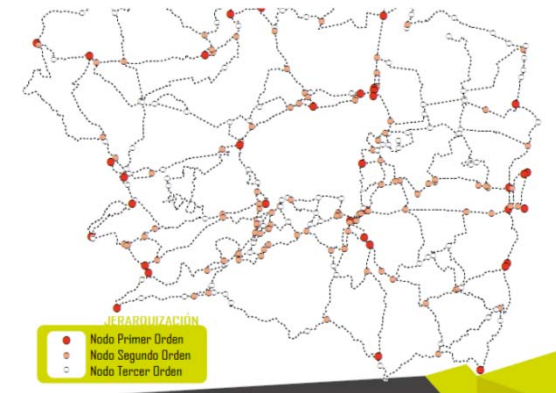 JERARQUIZACIÓN
Nodo Primer Orden
Nodo Segundo Orden
Nodo Tercer Orden